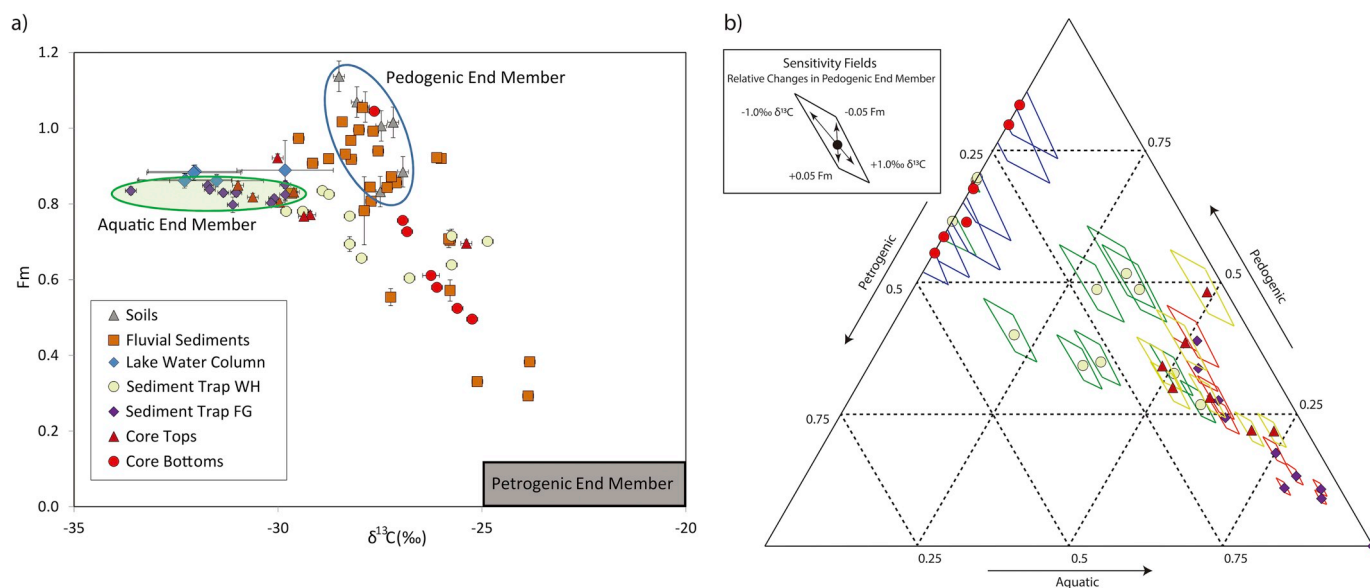 a)
1.2
1.0
0.8
0.6
0.4
0.2
0.0
Fm
-35
-30
-25
-20
δ13C(‰)
Pedogenic End Member
Aquatic End Member
Petrogenic End Member
Soils
Fluvial Sediments
Lake Water Column
Sediment Trap WH
Sediment Trap FG
Core Tops
Core Bottoms
b)
Sensitivity Fields
Relative Changes in Pedogenic End Member
-1.0‰ δ13C
-0.05 Fm
+1.0‰ δ13C
+0.05 Fm
0.75
0.25
Petrogenic
Pedogenic
0.5
0.5
0.75
0.25
0.25
0.5
0.75
Aquatic